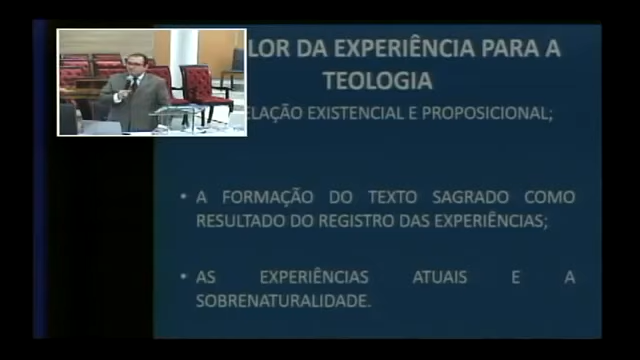 LOR DA EXPERIÊNCIA PARA A
TEOLOGIA
ELAÇÃO EXISTENCIAL E PROPOSICIONAL;
• A FORMAÇÃO DO TEXTO SAGRADO COMO
RESULTADO DO REGISTRO DAS EXPERIÊNCIAS;
• AS EXPERIÊNCIAS ATUAIS E A
SOBRENATURALIDADE.